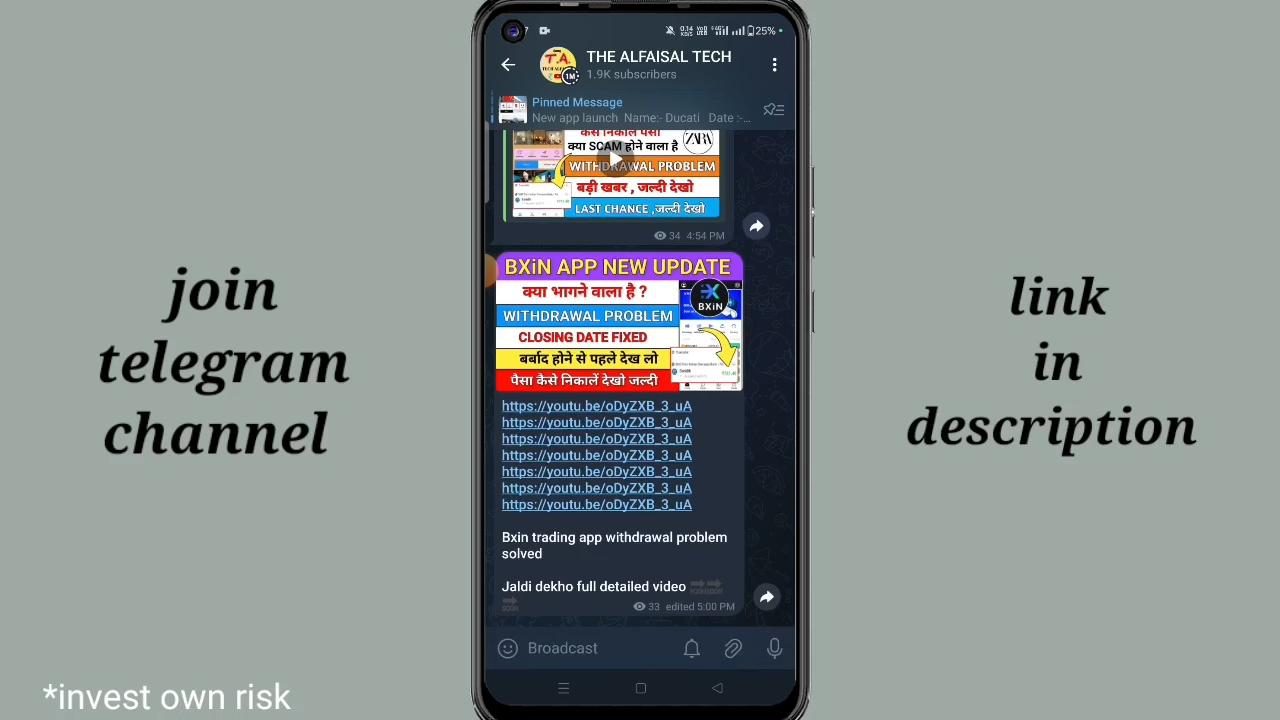 join
telegram
channel
link
in
description
*invest own risk
25%
THE ALFAISAL TECH
1.9K subscribers
Pinned Message
New app launch Name:- Ducati Date :-...
T.A.
1M
कैसे निकाले पैसा
क्या SCAM होने वाला है
ZARA
WITHDRAWAL PROBLEM
बड़ी खबर , जल्दी देखो
LAST CHANCE ,जल्दी देखो
34 4:54 PM
BXiN APP NEW UPDATE
क्या भागने वाला है ?
BXiN
WITHDRAWAL PROBLEM
CLOSING DATE FIXED
बर्बाद होने से पहले देख लो
पैसा कैसे निकालें देखो जल्दी
https://youtu.be/oDyZXB_3_uA
https://youtu.be/oDyZXB_3_uA
https://youtu.be/oDyZXB_3_uA
https://youtu.be/oDyZXB_3_uA
https://youtu.be/oDyZXB_3_uA
https://youtu.be/oDyZXB_3_uA
https://youtu.be/oDyZXB_3_uA
Bxin trading app withdrawal problem
solved
Jaldi dekho full detailed video
33 edited 5:00 PM
Broadcast